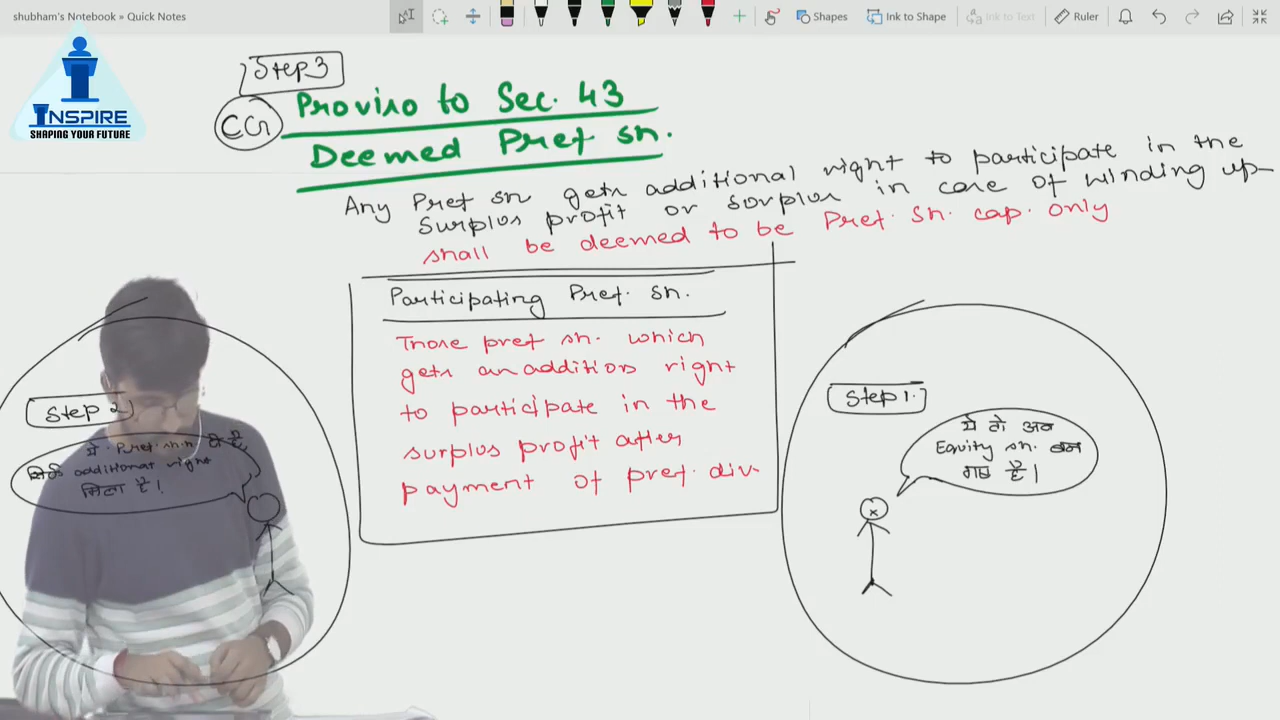 shubham's Notebook » Quick Notes
Shapes
Ink to Shape
Ink to Text
Ruler
INSPIRE
SHAPING YOUR FUTURE
Step 3
Proviso to Sec. 43
Deemed Pref sh.
Any Pref sh gets additional right to participate in the
surplus profit or surplus in case of winding up
shall be deemed to be Pref. sh. cap. only
Participating Pref. sh.
Those pref sh. which
gets an addition right
to participate in the
surplus profit after
payment of pref. div
Step 2
ये Pref sh. ही है
सिर्फ additional right
मिला है।
Step 1.
ये तो अब
Equity sh. बन
गए है।